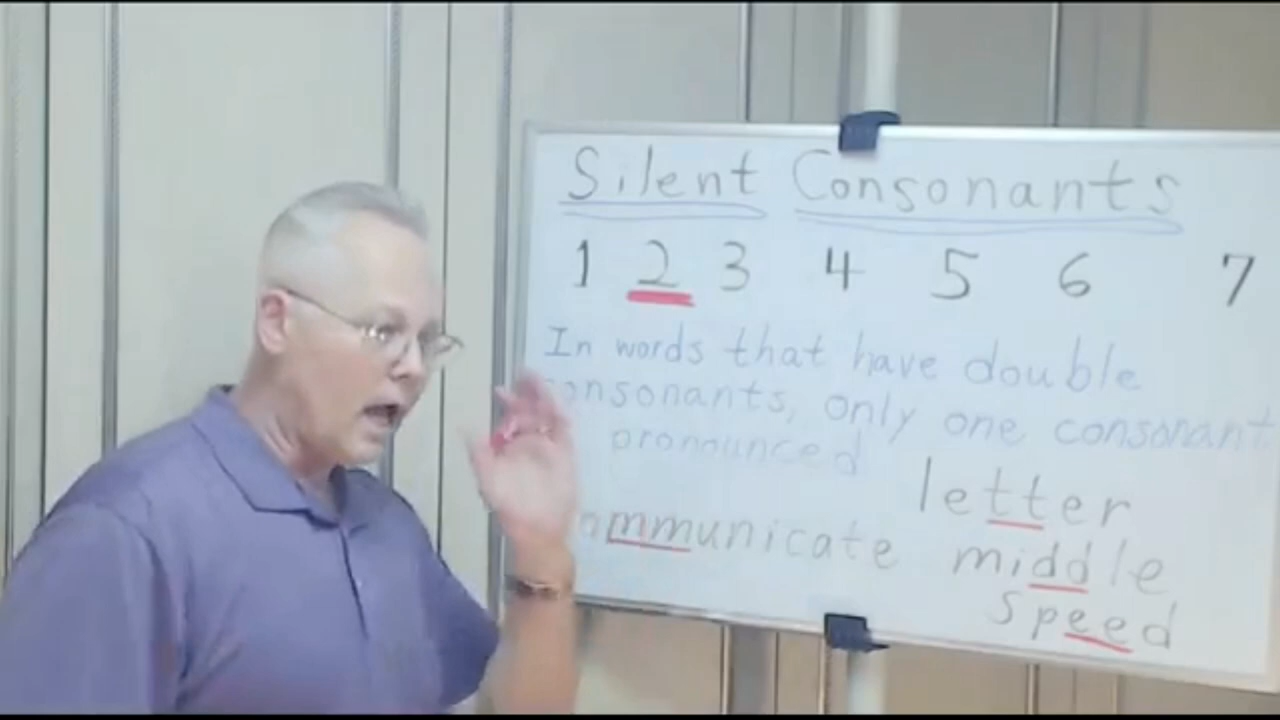 Silent Consonants
1 2 3 4 5 6 7
In words that have double
onsonants, only one consonant
pronounced
letter
ommunicate middle
speed